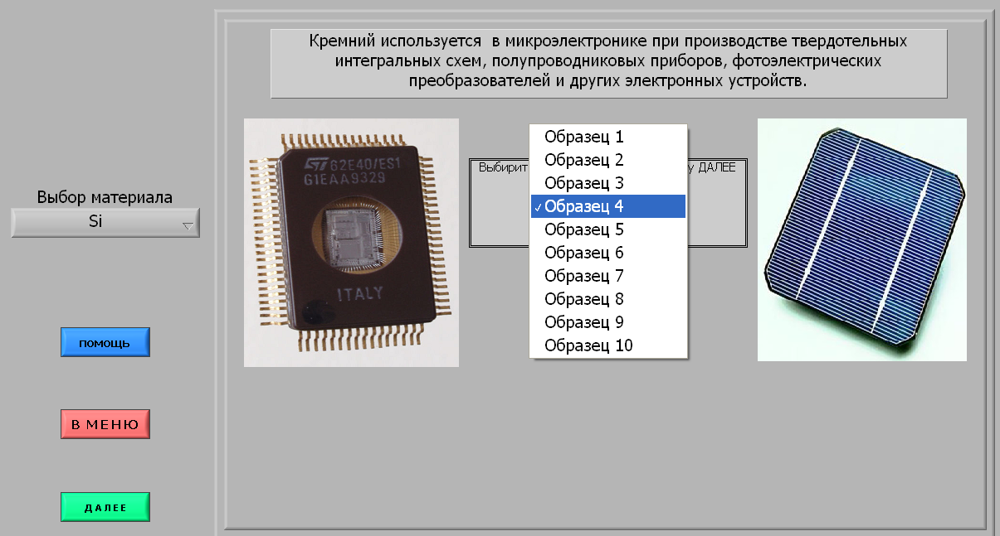 Кремний используется в микроэлектронике при производстве твердотельных
интегральных схем, полупроводниковых приборов, фотоэлектрических
преобразователей и других электронных устройств.
Выбор материала
Si
помощь
В МЕНЮ
ДАЛЕЕ
ST 62E40/ES1
G1EAA9329
ITALY
Выбирит у ДАЛЕЕ
Образец 1
Образец 2
Образец 3
✓Образец 4
Образец 5
Образец 6
Образец 7
Образец 8
Образец 9
Образец 10